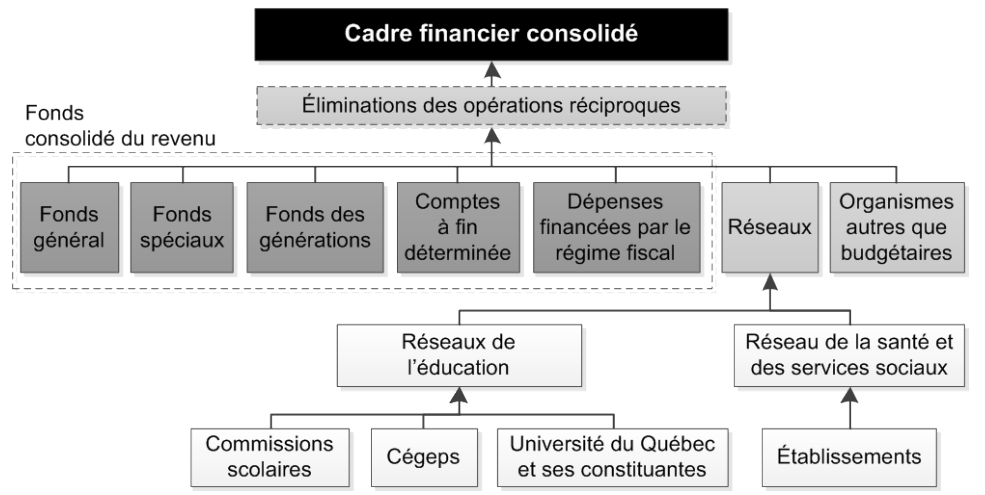 Cadre financier consolidé
Éliminations des opérations réciproques
Fonds
consolidé du revenu
Fonds
général
Fonds
spéciaux
Fonds des
générations
Comptes
à fin
déterminée
Dépenses
financées par le
régime fiscal
Réseaux
Organismes
autres que
budgétaires
Réseaux de
l’éducation
Réseau de la santé et
des services sociaux
Commissions
scolaires
Cégeps
Université du Québec
et ses constituantes
Établissements